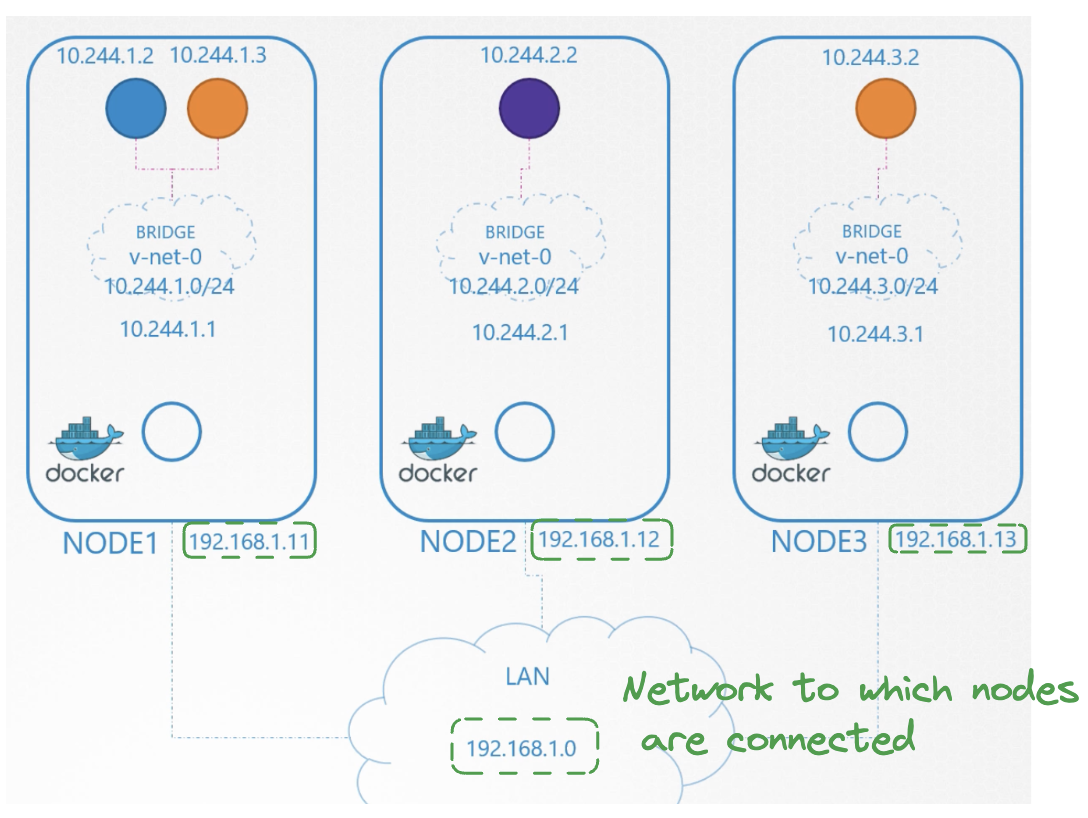 10.244.1.2 10.244.1.3
BRIDGE
v-net-0
10.244.1.0/24
10.244.1.1
docker
NODE1 192.168.1.11
10.244.2.2
BRIDGE
v-net-0
10.244.2.0/24
10.244.2.1
docker
NODE2 192.168.1.12
10.244.3.2
BRIDGE
v-net-0
10.244.3.0/24
10.244.3.1
docker
NODE3 192.168.1.13
LAN
192.168.1.0
Network to which nodes
are connected